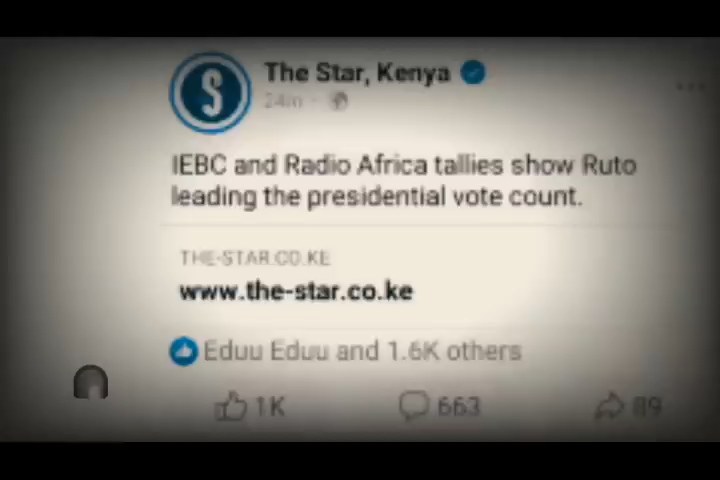 The Star, Kenya
24m
IEBC and Radio Africa tallies show Ruto
leading the presidential vote count.
THE-STAR.CO.KE
www.the-star.co.ke
Eduu Eduu and 1.6K others
1K 663 89